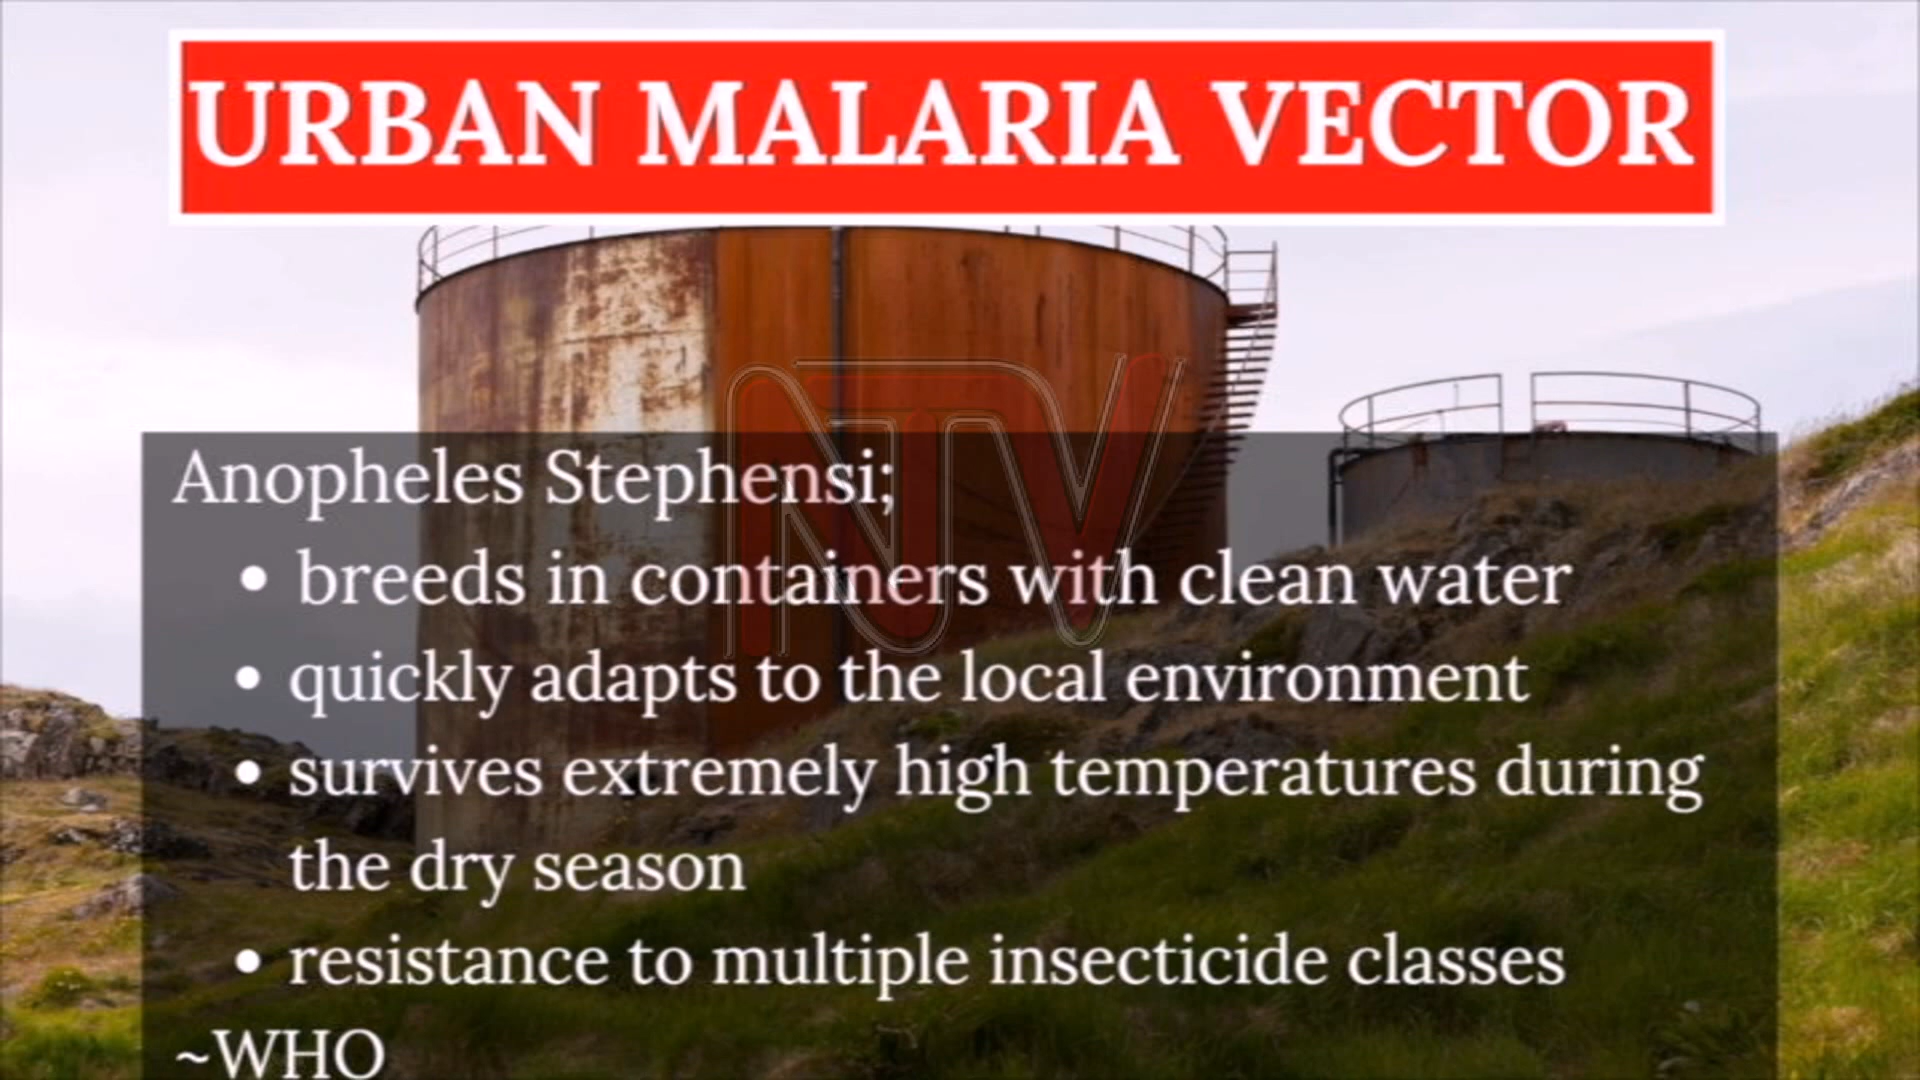 URBAN MALARIA VECTOR
NTV
Anopheles Stephensi;
• breeds in containers with clean water
• quickly adapts to the local environment
• survives extremely high temperatures during
the dry season
• resistance to multiple insecticide classes
~WHO